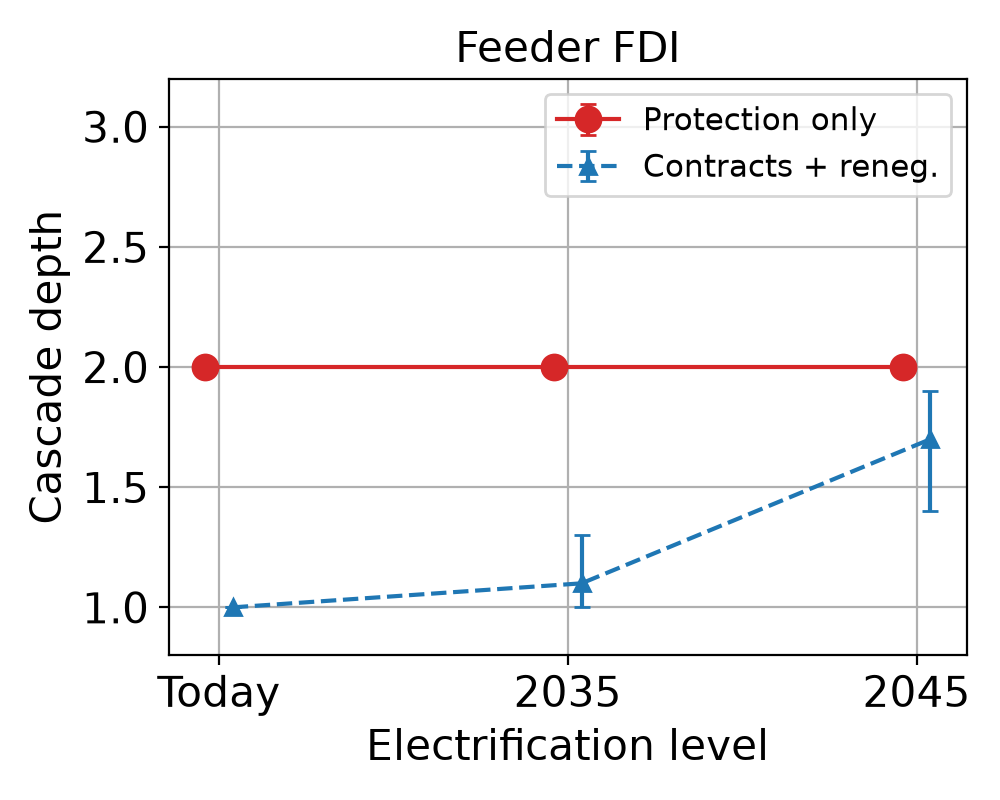 Feeder FDI
Protection only
Contracts + reneg.
Cascade depth
3.0
2.5
2.0
1.5
1.0
Today 2035 2045
Electrification level